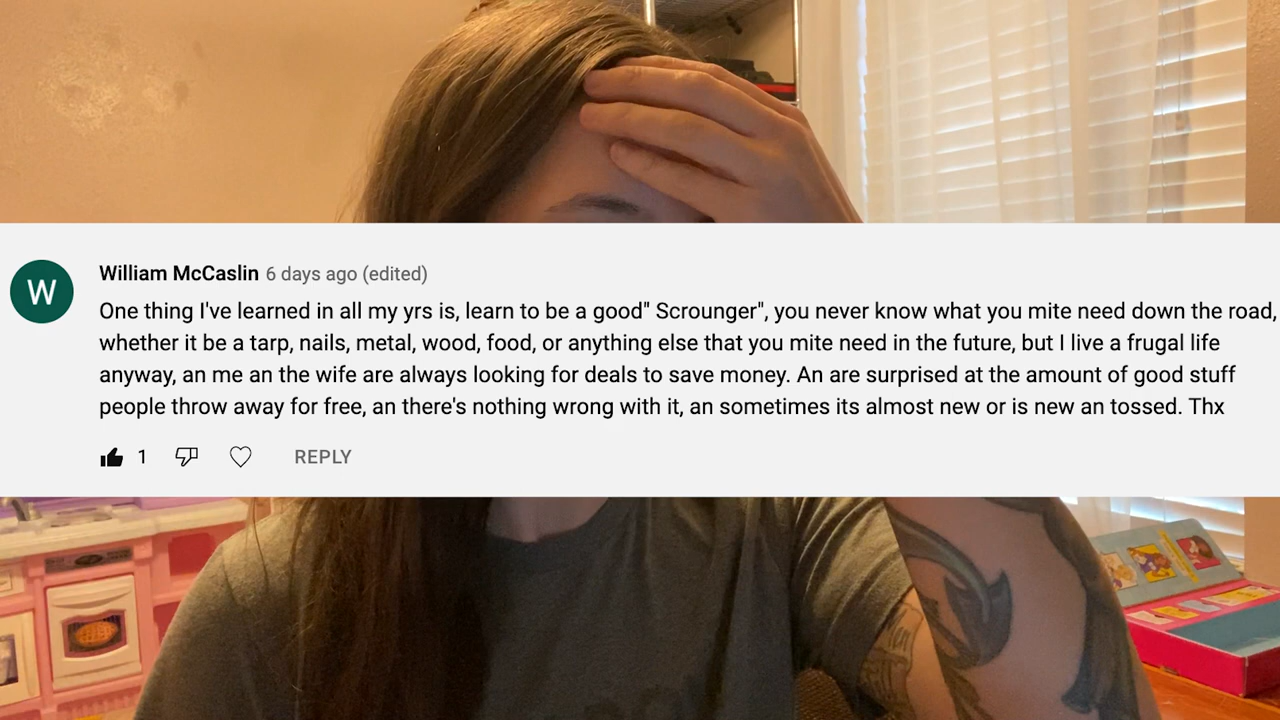 W
William McCaslin 6 days ago (edited)
One thing I've learned in all my yrs is, learn to be a good" Scrounger", you never know what you mite need down the road,
whether it be a tarp, nails, metal, wood, food, or anything else that you mite need in the future, but I live a frugal life
anyway, an me an the wife are always looking for deals to save money. An are surprised at the amount of good stuff
people throw away for free, an there's nothing wrong with it, an sometimes its almost new or is new an tossed. Thx
1 REPLY